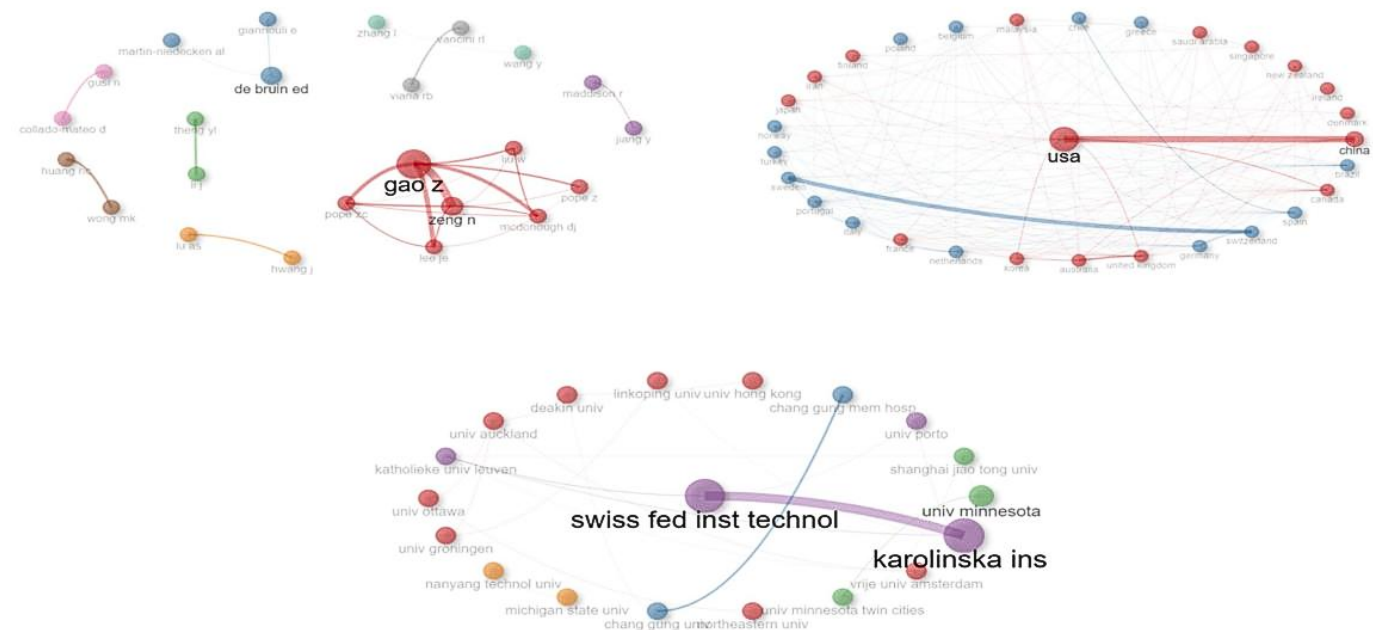 giannouli e
martin-niedecken al
de bruin ed
gusi n
collado-mateo d
theng yl
li j
huang hc
wong mk
lu as
hwang j
zhang l
vancini rl
wang y
viana rb
maddison r
jiang y
liu w
gao z
pope z
pope zc
zeng n
mcdonough dj
lee je
malaysia
chile
greece
belgium
saudi arabia
poland
singapore
finland
new zealand
iran
ireland
japan
denmark
norway
usa
china
turkey
brazil
sweden
canada
portugal
spain
italy
switzerland
france
germany
netherlands
korea
australia
united kingdom
linkoping univ
univ hong kong
deakin univ
chang gung mem hosp
univ auckland
univ porto
katholieke univ leuven
shanghai jiao tong univ
univ ottawa
swiss fed inst technol
univ minnesota
univ groningen
karolinska ins
nanyang technol univ
vrije univ amsterdam
michigan state univ
univ minnesota twin cities
chang gung univ
northeastern univ